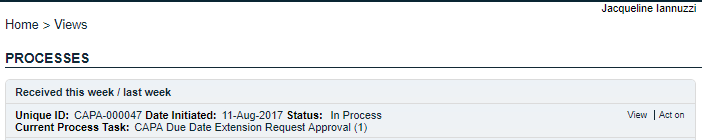 Jacqueline Iannuzzi
Home > Views
PROCESSES
Received this week / last week
Unique ID: CAPA-000047 Date Initiated: 11-Aug-2017 Status: In Process View | Act on
Current Process Task: CAPA Due Date Extension Request Approval (1)